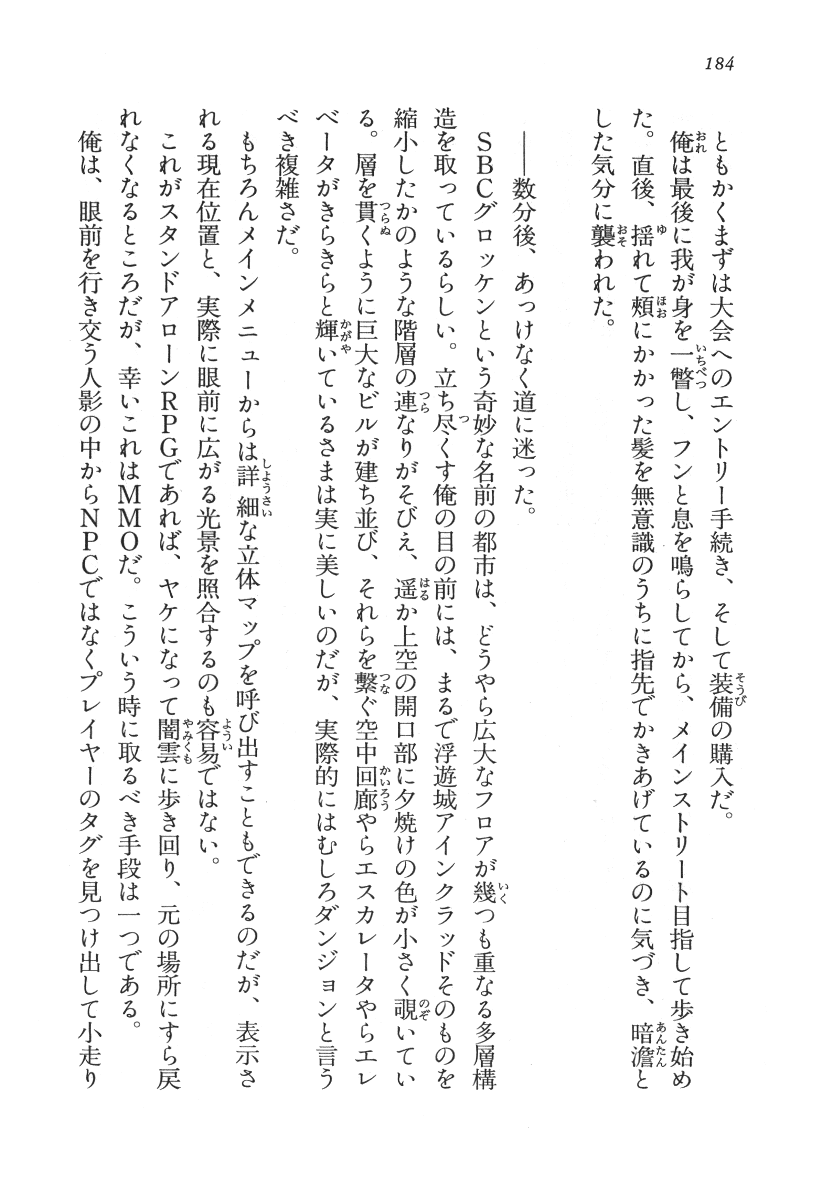 184
ともかくまずは大会へのエントリー手続き、そして装備の購入だ。
俺は最後に我が身を一瞥し、フンと息を鳴らしてから、メインストリート目指して歩き始め
た。直後、揺れて頰にかかった髪を無意識のうちに指先でかきあげているのに気づき、暗澹と
した気分に襲われた。
――数分後、あっけなく道に迷った。
SBCグロッケンという奇妙な名前の都市は、どうやら広大なフロアが幾つも重なる多層構
造を取っているらしい。立ち尽くす俺の目の前には、まるで浮遊城アインクラッドそのものを
縮小したかのような階層の連なりがそびえ、遥か上空の開口部に夕焼けの色が小さく覗いてい
る。層を貫くように巨大なビルが建ち並び、それらを繋ぐ空中回廊やらエスカレータやらエレ
ベータがきらきらと輝いているさまは実に美しいのだが、実際的にはむしろダンジョンと言う
べき複雑さだ。
もちろんメインメニューからは詳細な立体マップを呼び出すこともできるのだが、表示さ
れる現在位置と、実際に眼前に広がる光景を照合するのも容易ではない。
これがスタンドアローンRPGであれば、ヤケになって闇雲に歩き回り、元の場所にすら戻
れなくなるところだが、幸いこれはMMOだ。こういう時に取るべき手段は一つである。
俺は、眼前を行き交う人影の中からNPCではなくプレイヤーのタグを見つけ出して小走り